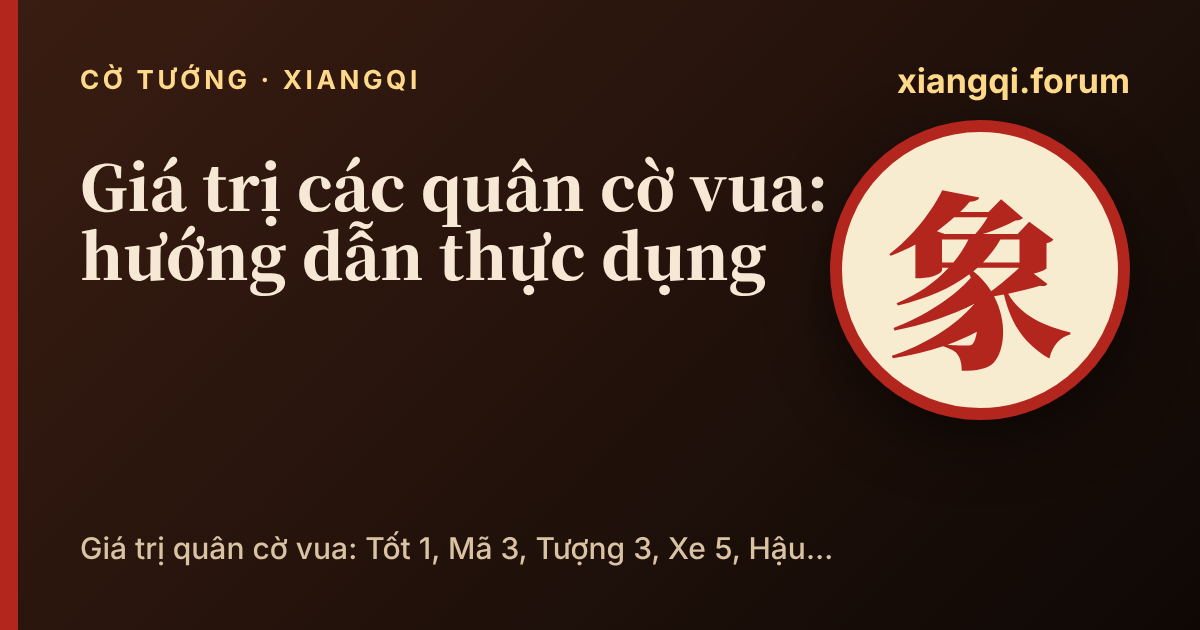 CỜ TƯỚNG · XIANGQI
xiangqi.forum
Giá trị các quân cờ vua:
hướng dẫn thực dụng
象
Giá trị quân cờ vua: Tốt 1, Mã 3, Tượng 3, Xe 5, Hậu...